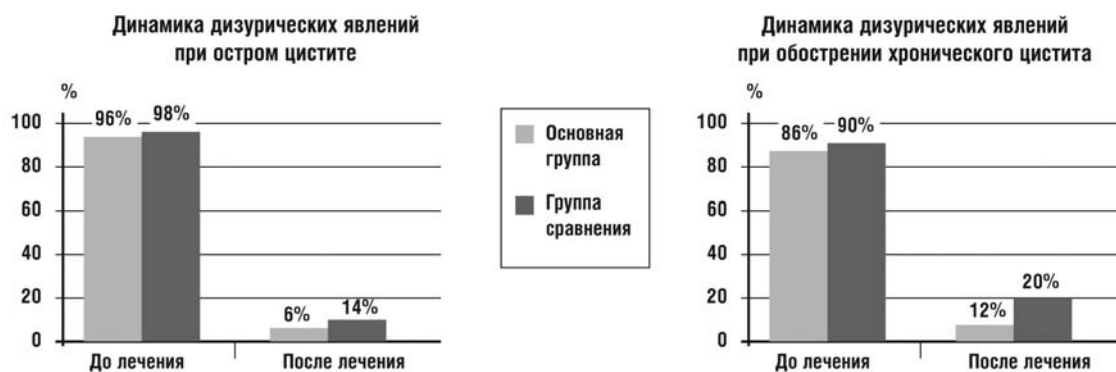 Динамика дизурических явлений
при остром цистите
%
100
80
60
40
20
0
96%
98%
6%
14%
До лечения
После лечения
Основная
группа
Группа
сравнения
Динамика дизурических явлений
при обострении хронического цистита
%
100
80
60
40
20
0
86%
90%
12%
20%
До лечения
После лечения